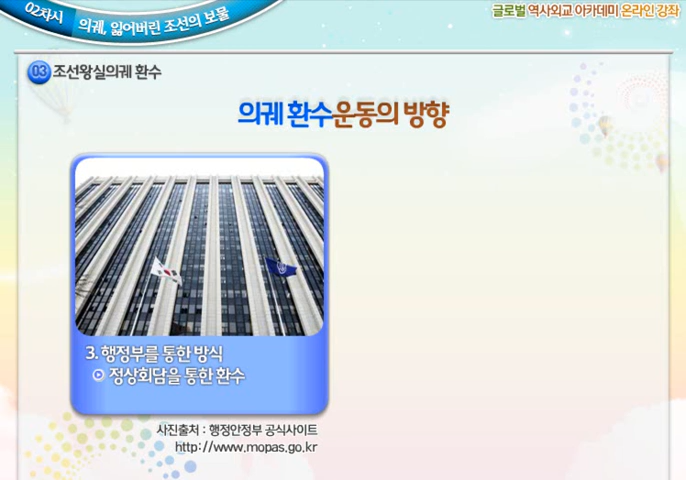 02차시
의궤, 잃어버린 조선의 보물
글로벌 역사외교 아카데미 온라인 강좌
03 조선왕실의궤 환수
의궤 환수운동의 방향
3. 행정부를 통한 방식
정상회담을 통한 환수
사진출처 : 행정안정부 공식사이트
http://www.mopas.go.kr